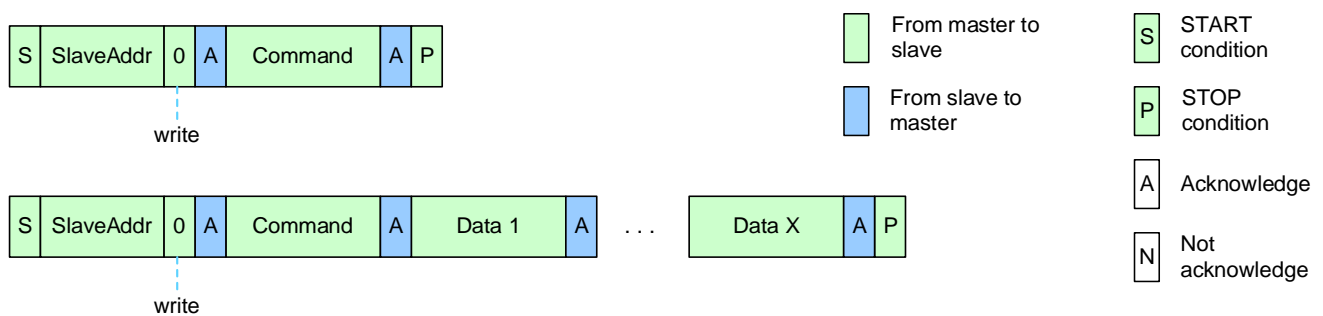 S SlaveAddr 0 A Command A P
write
S SlaveAddr 0 A Command A Data 1 A . . . Data X A P
write
From master to
slave
From slave to
master
S START
condition
P STOP
condition
A Acknowledge
N Not
acknowledge